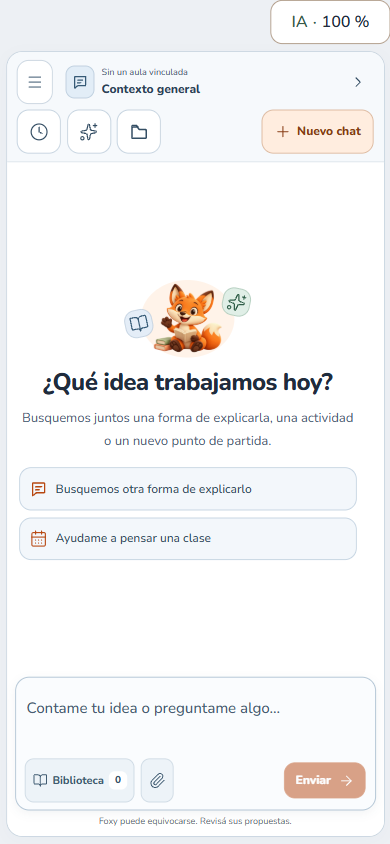 IA · 100 %
Sin un aula vinculada
Contexto general
Nuevo chat
¿Qué idea trabajamos hoy?
Busquemos juntos una forma de explicarla, una actividad
o un nuevo punto de partida.
Busquemos otra forma de explicarlo
Ayudame a pensar una clase
Contame tu idea o preguntame algo...
Biblioteca 0
Enviar
Foxy puede equivocarse. Revisá sus propuestas.